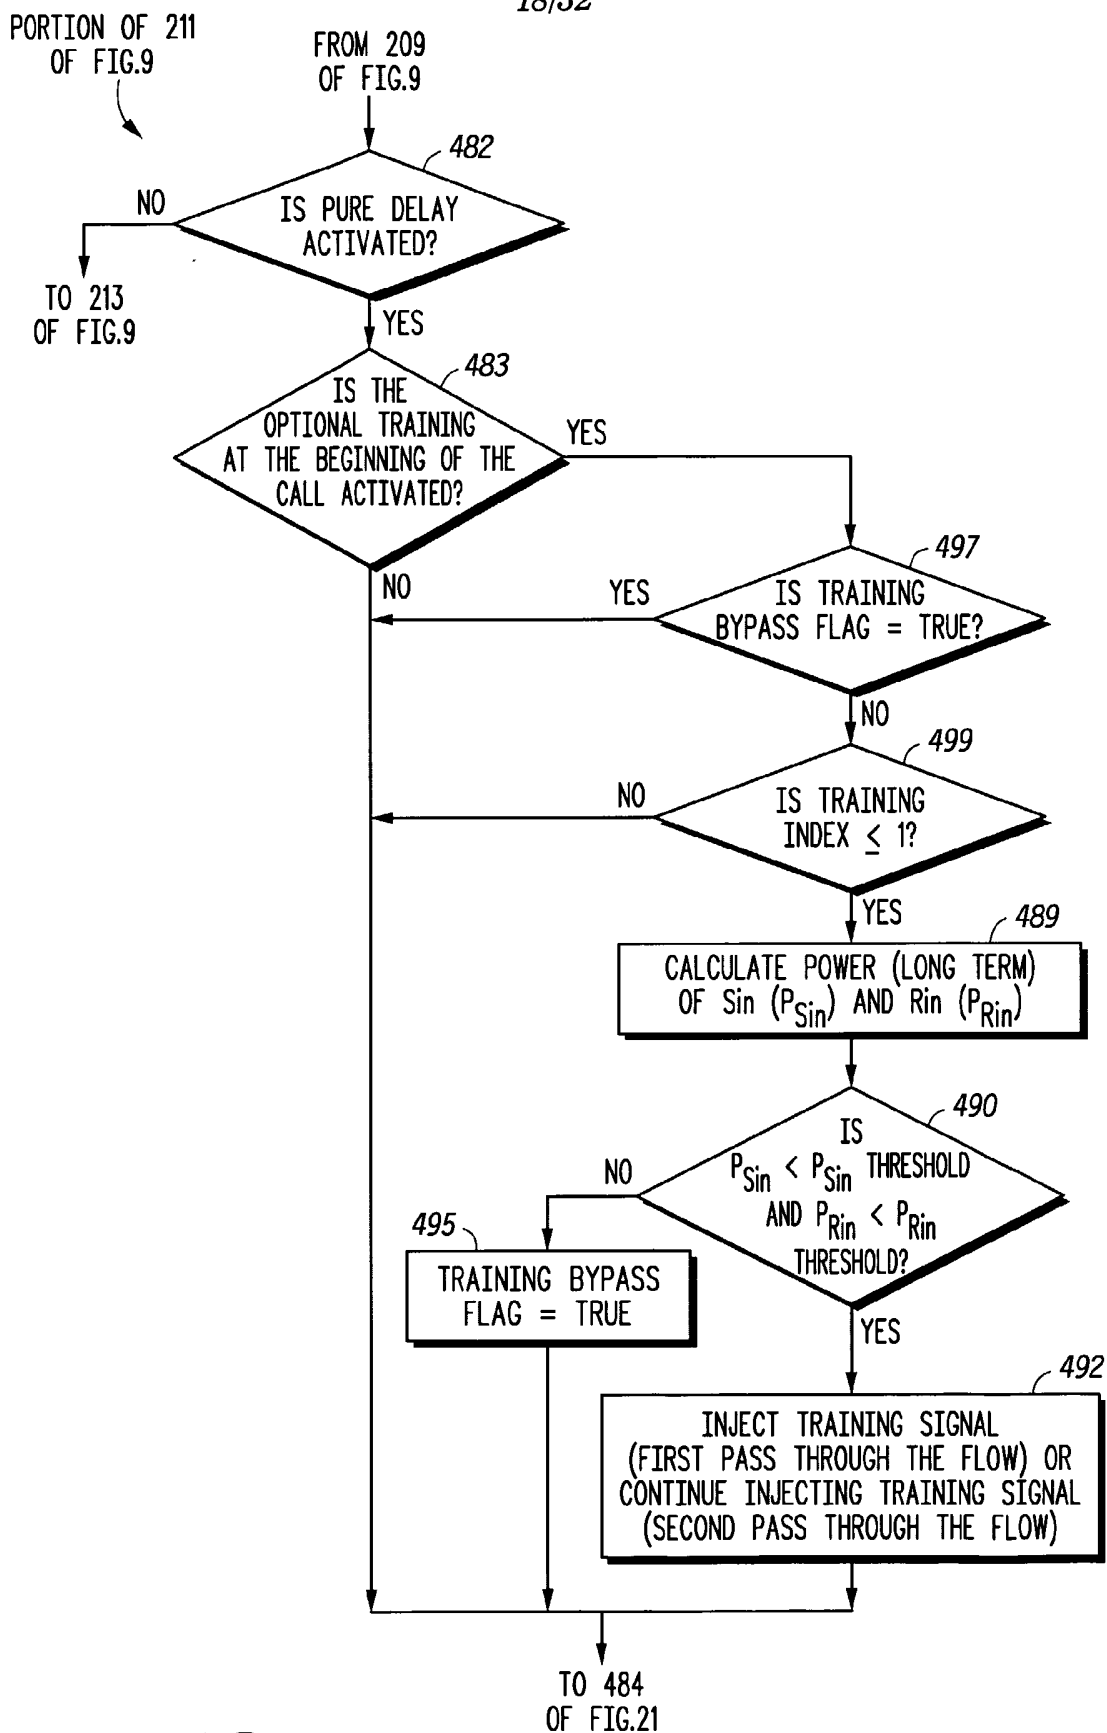 18/32
PORTION OF 211
OF FIG.9
FROM 209
OF FIG.9
482
IS PURE DELAY
ACTIVATED?
NO
TO 213
OF FIG.9
YES
483
IS THE
OPTIONAL TRAINING
AT THE BEGINNING OF THE
CALL ACTIVATED?
YES
NO
497
IS TRAINING
BYPASS FLAG = TRUE?
YES
NO
499
IS TRAINING
INDEX ≤ 1?
NO
YES
489
CALCULATE POWER (LONG TERM)
OF Sin (PSin) AND Rin (PRin)
490
IS
PSin < PSin THRESHOLD
AND PRin < PRin
THRESHOLD?
NO
495
TRAINING BYPASS
FLAG = TRUE
YES
492
INJECT TRAINING SIGNAL
(FIRST PASS THROUGH THE FLOW) OR
CONTINUE INJECTING TRAINING SIGNAL
(SECOND PASS THROUGH THE FLOW)
TO 484
OF FIG.21